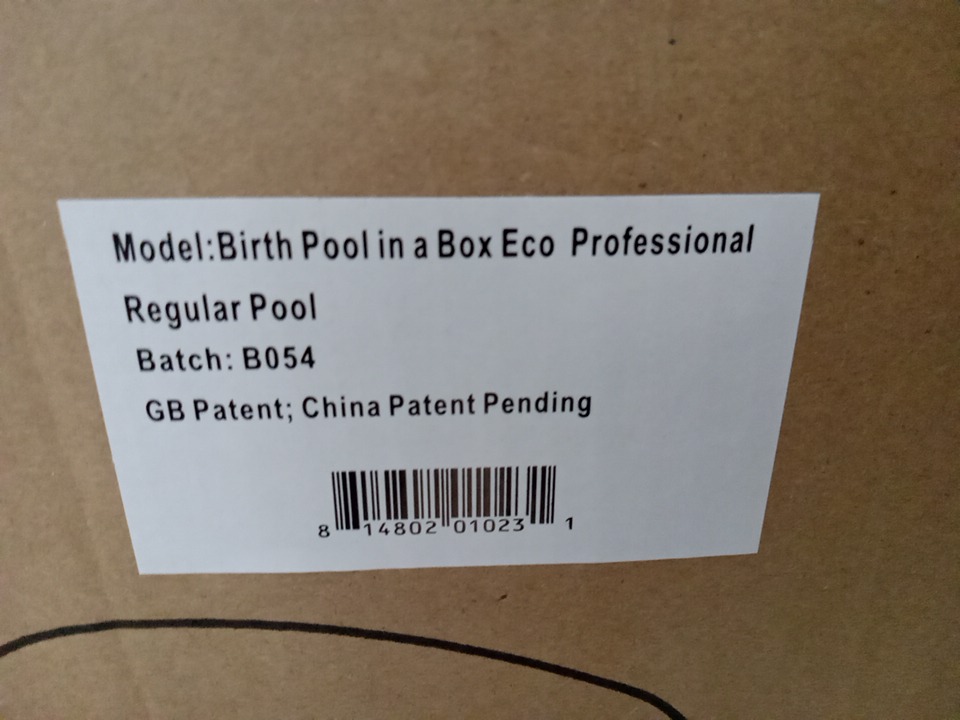 Model:Birth Pool in a Box Eco Professional
Regular Pool
Batch: B054
GB Patent; China Patent Pending
8 14802 01023 1